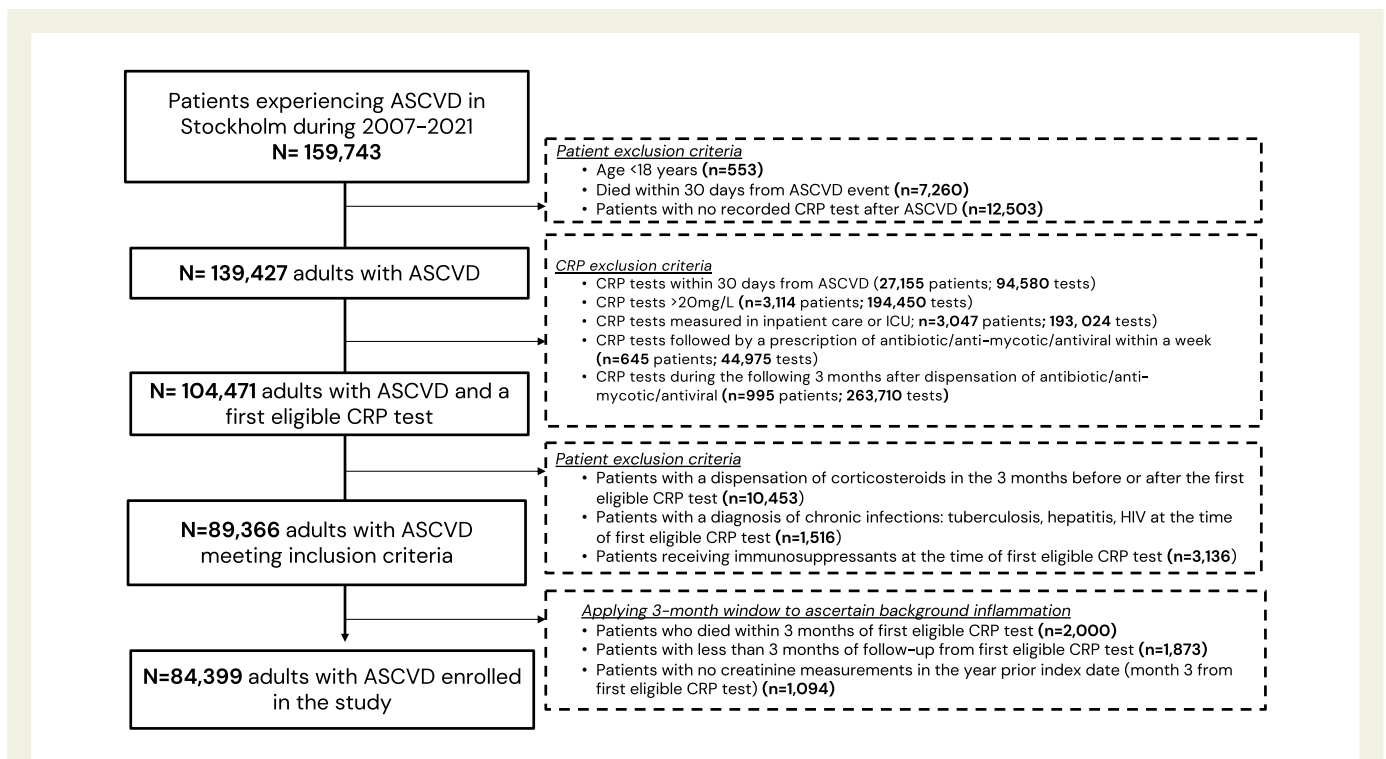 Patients experiencing ASCVD in
Stockholm during 2007-2021
N= 159,743
Patient exclusion criteria
• Age <18 years (n=553)
• Died within 30 days from ASCVD event (n=7,260)
• Patients with no recorded CRP test after ASCVD (n=12,503)
N= 139,427 adults with ASCVD
CRP exclusion criteria
• CRP tests within 30 days from ASCVD (27,155 patients; 94,580 tests)
• CRP tests >20mg/L (n=3,114 patients; 194,450 tests)
• CRP tests measured in inpatient care or ICU; n=3,047 patients; 193, 024 tests)
• CRP tests followed by a prescription of antibiotic/anti-mycotic/antiviral within a week
(n=645 patients; 44,975 tests)
• CRP tests during the following 3 months after dispensation of antibiotic/anti-
mycotic/antiviral (n=995 patients; 263,710 tests)
N= 104,471 adults with ASCVD and a
first eligible CRP test
Patient exclusion criteria
• Patients with a dispensation of corticosteroids in the 3 months before or after the first
eligible CRP test (n=10,453)
• Patients with a diagnosis of chronic infections: tuberculosis, hepatitis, HIV at the time
of first eligible CRP test (n=1,516)
• Patients receiving immunosuppressants at the time of first eligible CRP test (n=3,136)
N=89,366 adults with ASCVD
meeting inclusion criteria
Applying 3-month window to ascertain background inflammation
• Patients who died within 3 months of first eligible CRP test (n=2,000)
• Patients with less than 3 months of follow-up from first eligible CRP test (n=1,873)
• Patients with no creatinine measurements in the year prior index date (month 3 from
first eligible CRP test) (n=1,094)
N=84,399 adults with ASCVD enrolled
in the study